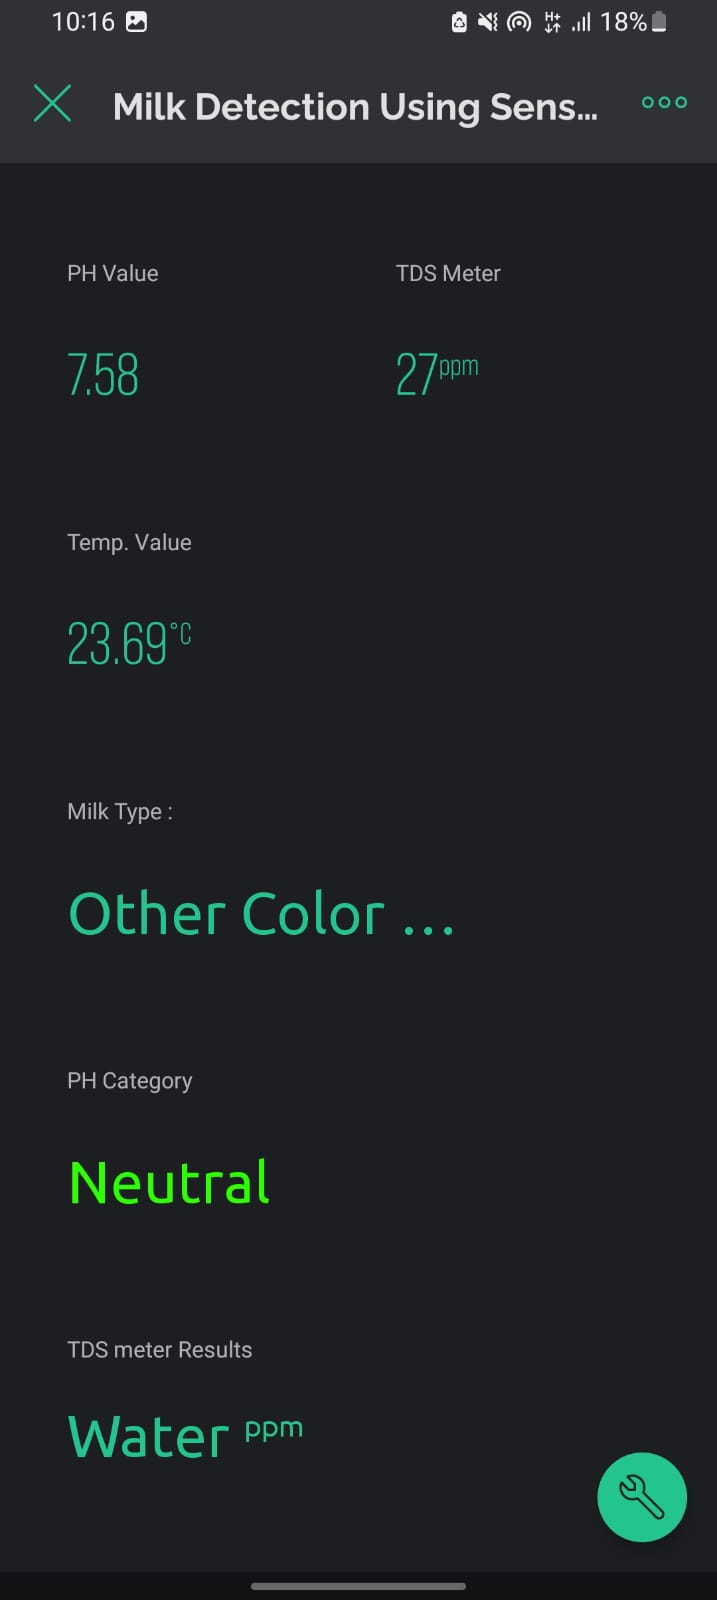 10:16 H+ 18%
Milk Detection Using Sens...
PH Value TDS Meter
7.58 27ppm
Temp. Value
23.69°C
Milk Type :
Other Color ...
PH Category
Neutral
TDS meter Results
Water ppm